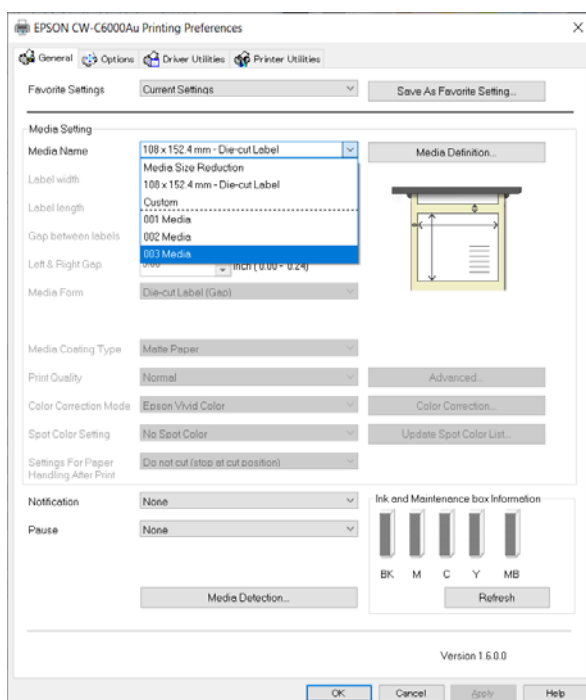 EPSON CW-C6000Au Printing Preferences
General
Options
Driver Utilities
Printer Utilities
Favorite Settings
Current Settings
Save As Favorite Setting...
Media Setting
Media Name
108 x 152.4 mm - Die-cut Label
Media Definition...
Media Size Reduction
108 x 152.4 mm - Die-cut Label
Custom
001 Media
002 Media
003 Media
Label width
Label length
Gap between labels
Left & Right Gap
inch ( 0.00 - 0.24)
Media Form
Die-cut Label (Gap)
Media Coating Type
Matte Paper
Print Quality
Normal
Advanced...
Color Correction Mode
Epson Vivid Color
Color Correction...
Spot Color Setting
No Spot Color
Update Spot Color List...
Settings For Paper
Handling After Print
Do not cut (stop at cut position)
Notification
None
Pause
None
Ink and Maintenance box Information
BK M C Y MB
Media Detection...
Refresh
Version 1.6.0.0
OK
Cancel
Apply
Help